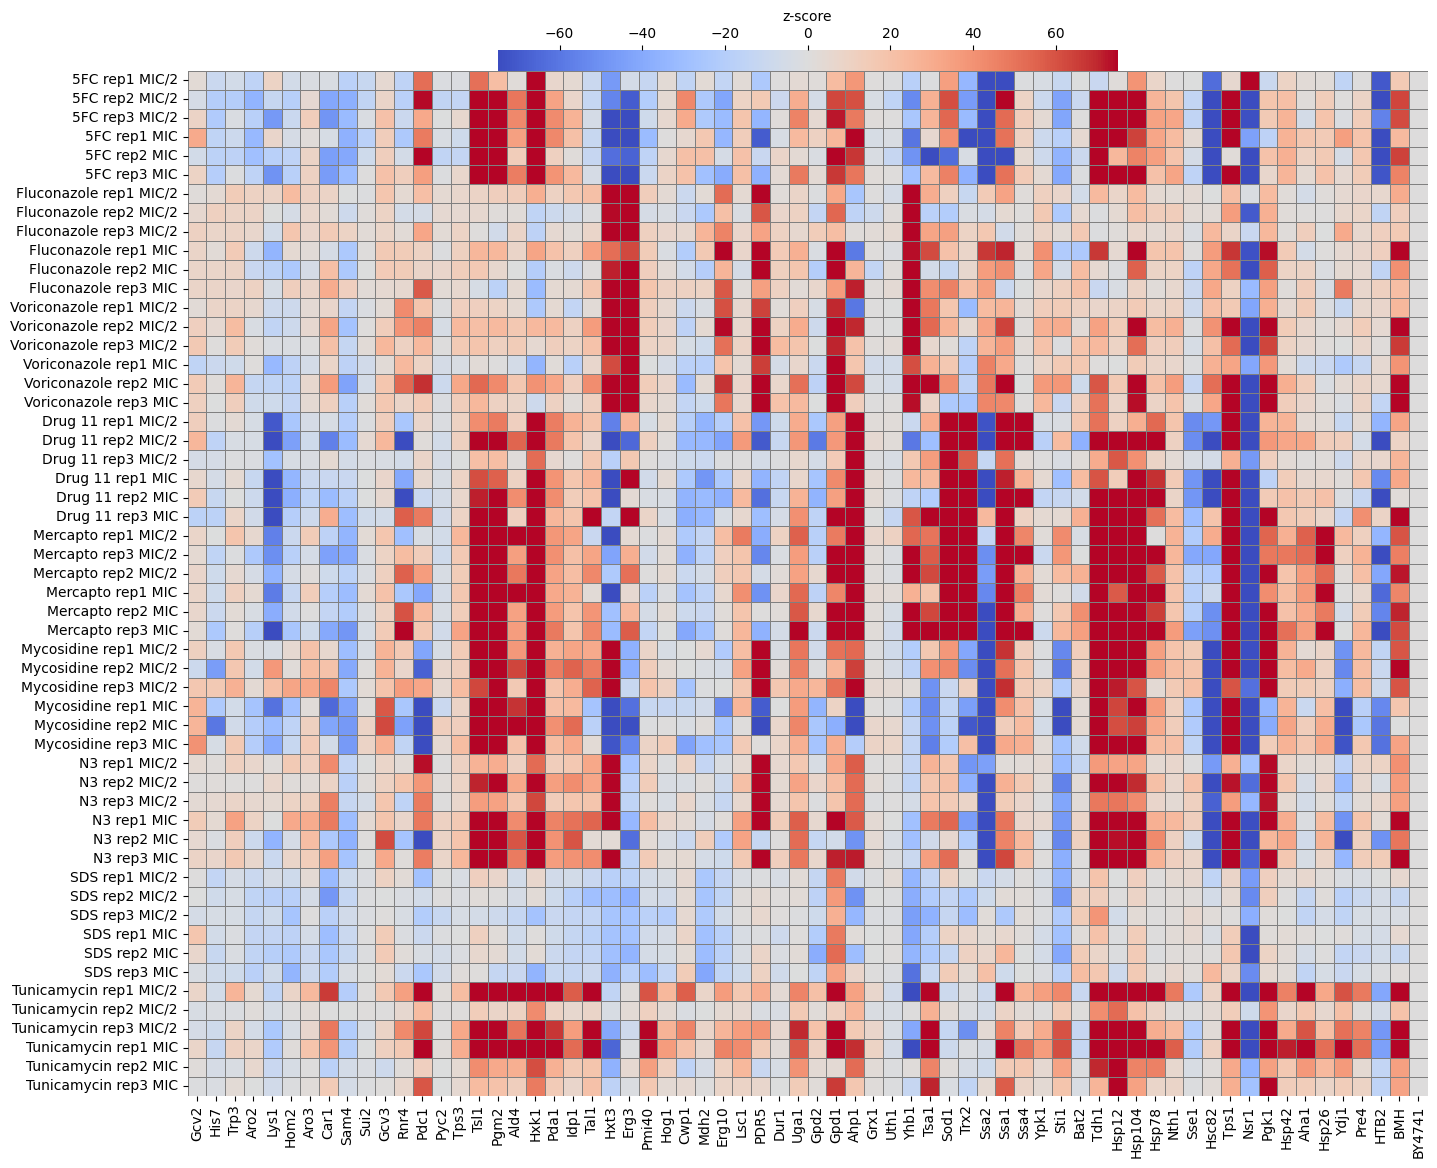 z-score
−60 −40 −20 0 20 40 60
5FC rep1 MIC/2
5FC rep2 MIC/2
5FC rep3 MIC/2
5FC rep1 MIC
5FC rep2 MIC
5FC rep3 MIC
Fluconazole rep1 MIC/2
Fluconazole rep2 MIC/2
Fluconazole rep3 MIC/2
Fluconazole rep1 MIC
Fluconazole rep2 MIC
Fluconazole rep3 MIC
Voriconazole rep1 MIC/2
Voriconazole rep2 MIC/2
Voriconazole rep3 MIC/2
Voriconazole rep1 MIC
Voriconazole rep2 MIC
Voriconazole rep3 MIC
Drug 11 rep1 MIC/2
Drug 11 rep2 MIC/2
Drug 11 rep3 MIC/2
Drug 11 rep1 MIC
Drug 11 rep2 MIC
Drug 11 rep3 MIC
Mercapto rep1 MIC/2
Mercapto rep3 MIC/2
Mercapto rep2 MIC/2
Mercapto rep1 MIC
Mercapto rep2 MIC
Mercapto rep3 MIC
Mycosidine rep1 MIC/2
Mycosidine rep2 MIC/2
Mycosidine rep3 MIC/2
Mycosidine rep1 MIC
Mycosidine rep2 MIC
Mycosidine rep3 MIC
N3 rep1 MIC/2
N3 rep2 MIC/2
N3 rep3 MIC/2
N3 rep1 MIC
N3 rep2 MIC
N3 rep3 MIC
SDS rep1 MIC/2
SDS rep2 MIC/2
SDS rep3 MIC/2
SDS rep1 MIC
SDS rep2 MIC
SDS rep3 MIC
Tunicamycin rep1 MIC/2
Tunicamycin rep2 MIC/2
Tunicamycin rep3 MIC/2
Tunicamycin rep1 MIC
Tunicamycin rep2 MIC
Tunicamycin rep3 MIC
Gcv2
His7
Trp3
Aro2
Lys1
Hom2
Aro3
Car1
Sam4
Sui2
Gcv3
Rnr4
Pdc1
Pyc2
Tps3
Tsl1
Pgm2
Ald4
Hxk1
Pda1
Idp1
Tal1
Hxt3
Erg3
Pmi40
Hog1
Cwp1
Mdh2
Erg10
Lsc1
PDR5
Dur1
Uga1
Gpd2
Gpd1
Ahp1
Grx1
Uth1
Yhb1
Tsa1
Sod1
Trx2
Ssa2
Ssa1
Ssa4
Ypk1
Sti1
Bat2
Tdh1
Hsp12
Hsp104
Hsp78
Nth1
Sse1
Hsc82
Tps1
Nsr1
Pgk1
Hsp42
Aha1
Hsp26
Ydj1
Pre4
HTB2
BMH
BY4741